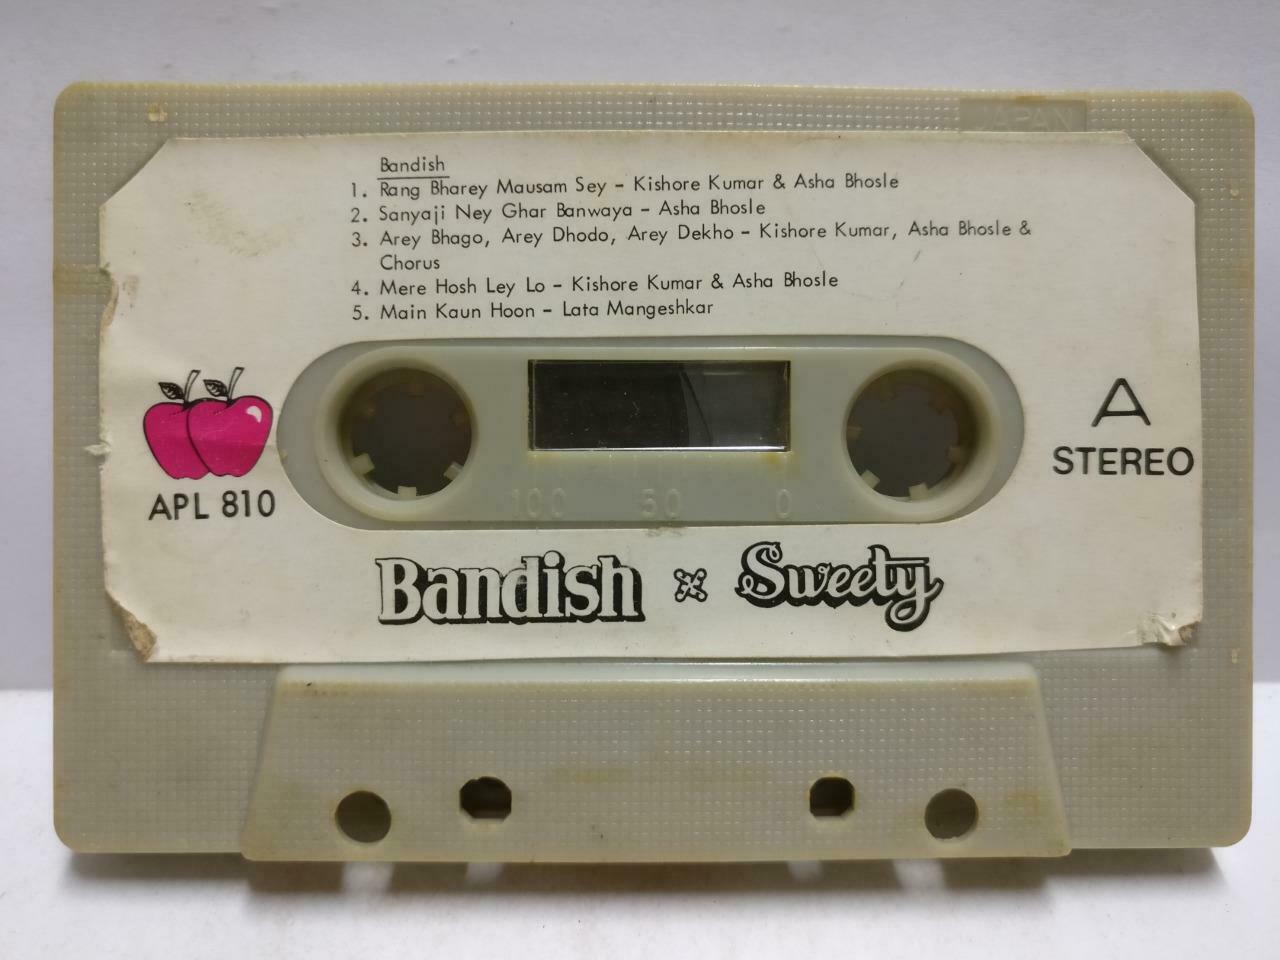 JAPAN
Bandish
1. Rang Bharey Mausam Sey - Kishore Kumar & Asha Bhosle
2. Sanyaji Ney Ghar Banwaya - Asha Bhosle
3. Arey Bhago, Arey Dhodo, Arey Dekho - Kishore Kumar, Asha Bhosle &
Chorus
4. Mere Hosh Ley Lo - Kishore Kumar & Asha Bhosle
5. Main Kaun Hoon - Lata Mangeshkar
APL 810
A
STEREO
100 50 0
Bandish x Sweety